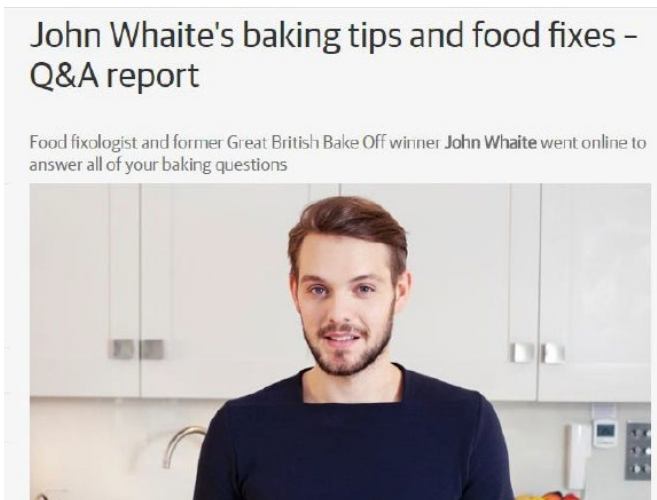 John Whaite's baking tips and food fixes –
Q&A report
Food fixologist and former Great British Bake Off winner John Whaite went online to
answer all of your baking questions